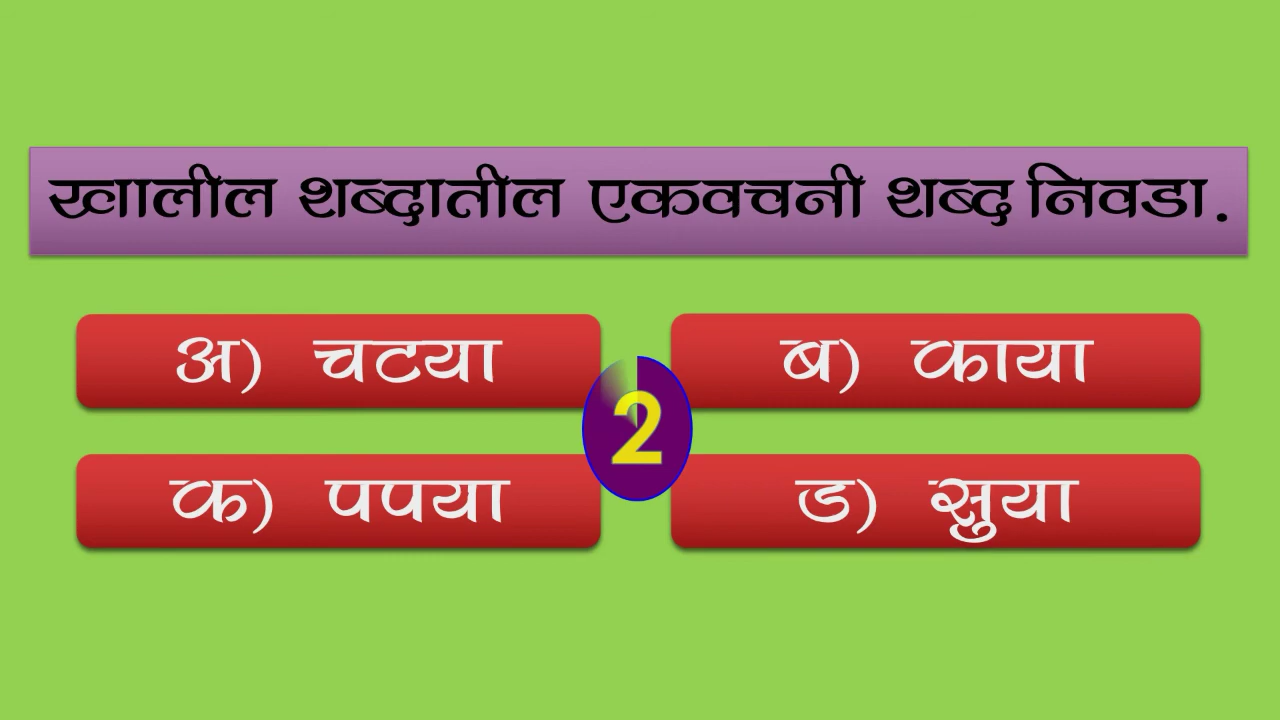 खालील शब्दातील एकवचनी शब्द निवडा.
अ) चटया
ब) काया
2
क) पपया
ड) सुया